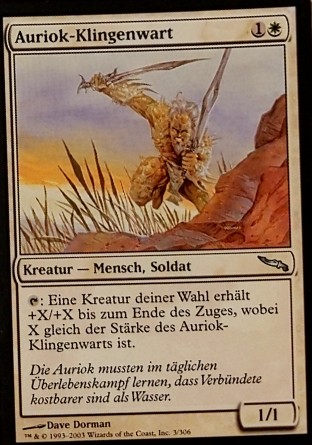 Auriok-Klingenwart 1
Kreatur — Mensch, Soldat
: Eine Kreatur deiner Wahl erhält
+X/+X bis zum Ende des Zuges, wobei
X gleich der Stärke des Auriok-
Klingenwarts ist.
Die Auriok mussten im täglichen
Überlebenskampf lernen, dass Verbündete
kostbarer sind als Wasser.
Dave Dorman
™ & © 1993–2003 Wizards of the Coast, Inc. 3/306
1/1